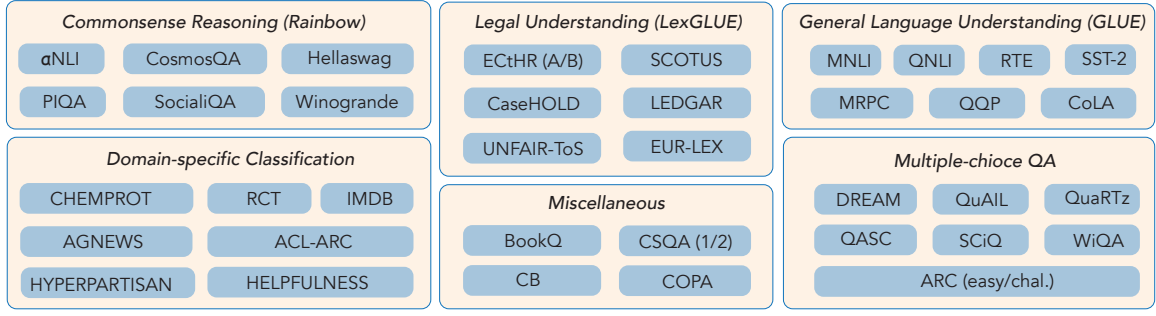 Commonsense Reasoning (Rainbow)
αNLI CosmosQA Hellaswag
PIQA SocialiQA Winogrande
Legal Understanding (LexGLUE)
ECtHR (A/B) SCOTUS
CaseHOLD LEDGAR
UNFAIR-ToS EUR-LEX
General Language Understanding (GLUE)
MNLI QNLI RTE SST-2
MRPC QQP CoLA
Domain-specific Classification
CHEMPROT RCT IMDB
AGNEWS ACL-ARC
HYPERPARTISAN HELPFULNESS
Miscellaneous
BookQ CSQA (1/2)
CB COPA
Multiple-chioce QA
DREAM QuAIL QuaRTz
QASC SCiQ WiQA
ARC (easy/chal.)